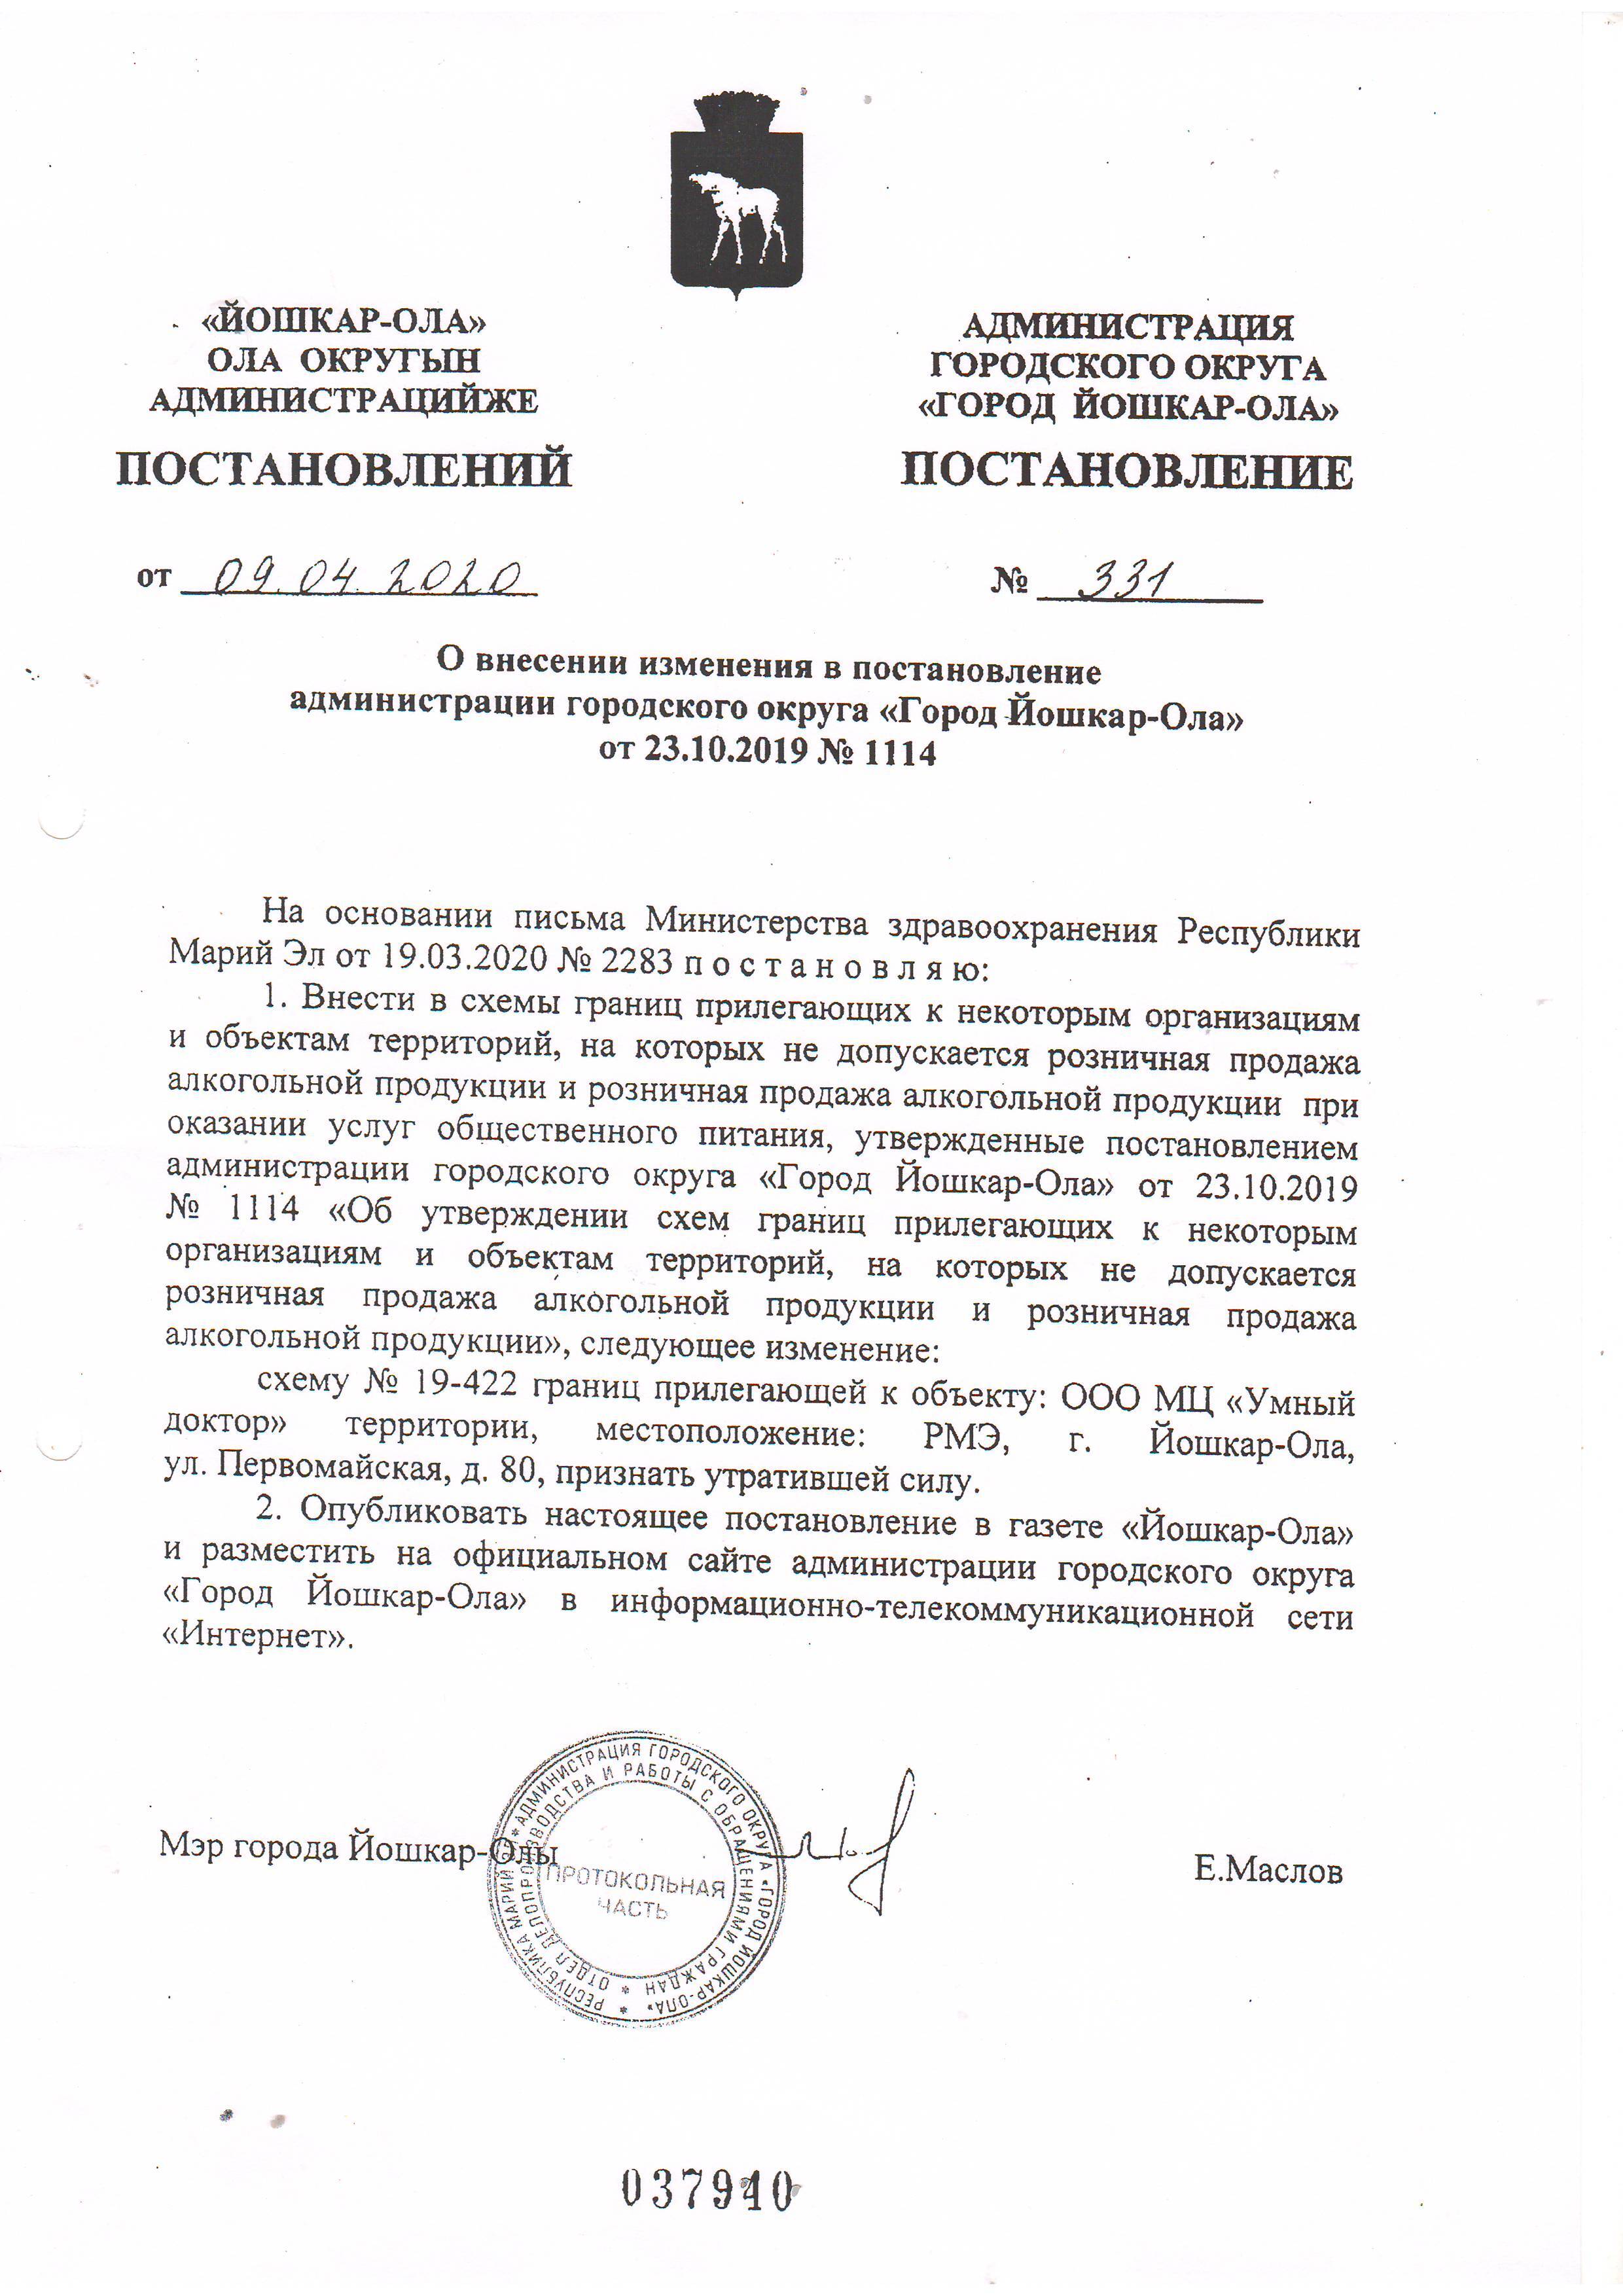 «ЙОШКАР-ОЛА»
ОЛА ОКРУГЫН
АДМИНИСТРАЦИЙЖЕ
ПОСТАНОВЛЕНИЙ
АДМИНИСТРАЦИЯ
ГОРОДСКОГО ОКРУГА
«ГОРОД ЙОШКАР-ОЛА»
ПОСТАНОВЛЕНИЕ
от 09.04.2020
№ 331
О внесении изменения в постановление
администрации городского округа «Город Йошкар-Ола»
от 23.10.2019 № 1114
На основании письма Министерства здравоохранения Республики
Марий Эл от 19.03.2020 № 2283 п о с т а н о в л я ю:
1. Внести в схемы границ прилегающих к некоторым организациям
и объектам территорий, на которых не допускается розничная продажа
алкогольной продукции и розничная продажа алкогольной продукции при
оказании услуг общественного питания, утвержденные постановлением
администрации городского округа «Город Йошкар-Ола» от 23.10.2019
№ 1114 «Об утверждении схем границ прилегающих к некоторым
организациям и объектам территорий, на которых не допускается
розничная продажа алкогольной продукции и розничная продажа
алкогольной продукции», следующее изменение:
схему № 19-422 границ прилегающей к объекту: ООО МЦ «Умный
доктор» территории, местоположение: РМЭ, г. Йошкар-Ола,
ул. Первомайская, д. 80, признать утратившей силу.
2. Опубликовать настоящее постановление в газете «Йошкар-Ола»
и разместить на официальном сайте администрации городского округа
«Город Йошкар-Ола» в информационно-телекоммуникационной сети
«Интернет».
Мэр города Йошкар-Олы
Е.Маслов
РЕСПУБЛИКА МАРИЙ ЭЛ * АДМИНИСТРАЦИЯ ГОРОДСКОГО ОКРУГА «ГОРОД ЙОШКАР-ОЛА» *
ОТДЕЛ ДЕЛОПРОИЗВОДСТВА И РАБОТЫ С ОБРАЩЕНИЯМИ ГРАЖДАН *
ПРОТОКОЛЬНАЯ
ЧАСТЬ
037910